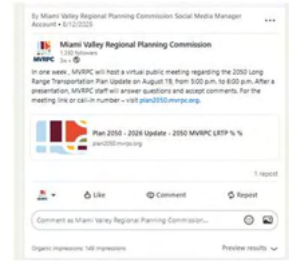 By Miami Valley Regional Planning Commission Social Media Manager
Account • 8/12/2025
Miami Valley Regional Planning Commission
followers
MVRPC
In one week, MVRPC will host a virtual public meeting regarding the 2050 Long
Range Transportation Plan Update on August 19, from 5:00 pm, to 6:00 pm. After a
presentation, MVRPC staff will answer questions and accept comments. For the
meeting link or call-in number – visit plan2050.mvrpc.org.
Plan 2050 - 2026 Update - 2050 MVRPC LRTP % %
plan2050.mvrpc.org
1 repost
Like
Comment
Repost
Comment as Miami Valley Regional Planning Commission...
Organic impressions: impressions
Preview results